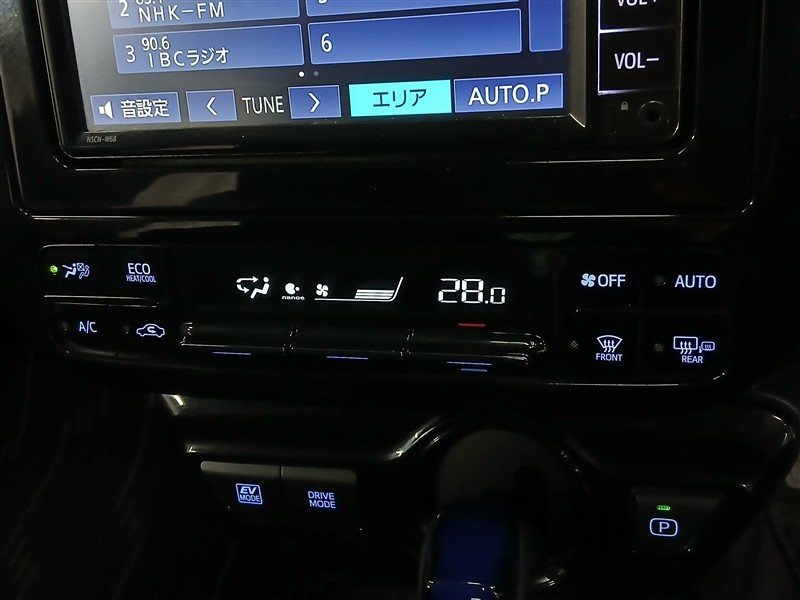 2
NHK-FM
VOL+
3 90.6
IBCラジオ
6
VOL-
音設定
TUNE
エリア
AUTO.P
NSCN-W68
ECO
HEAT/COOL
nanoe
28.0
OFF
AUTO
A/C
FRONT
REAR
EV
MODE
DRIVE
MODE
P